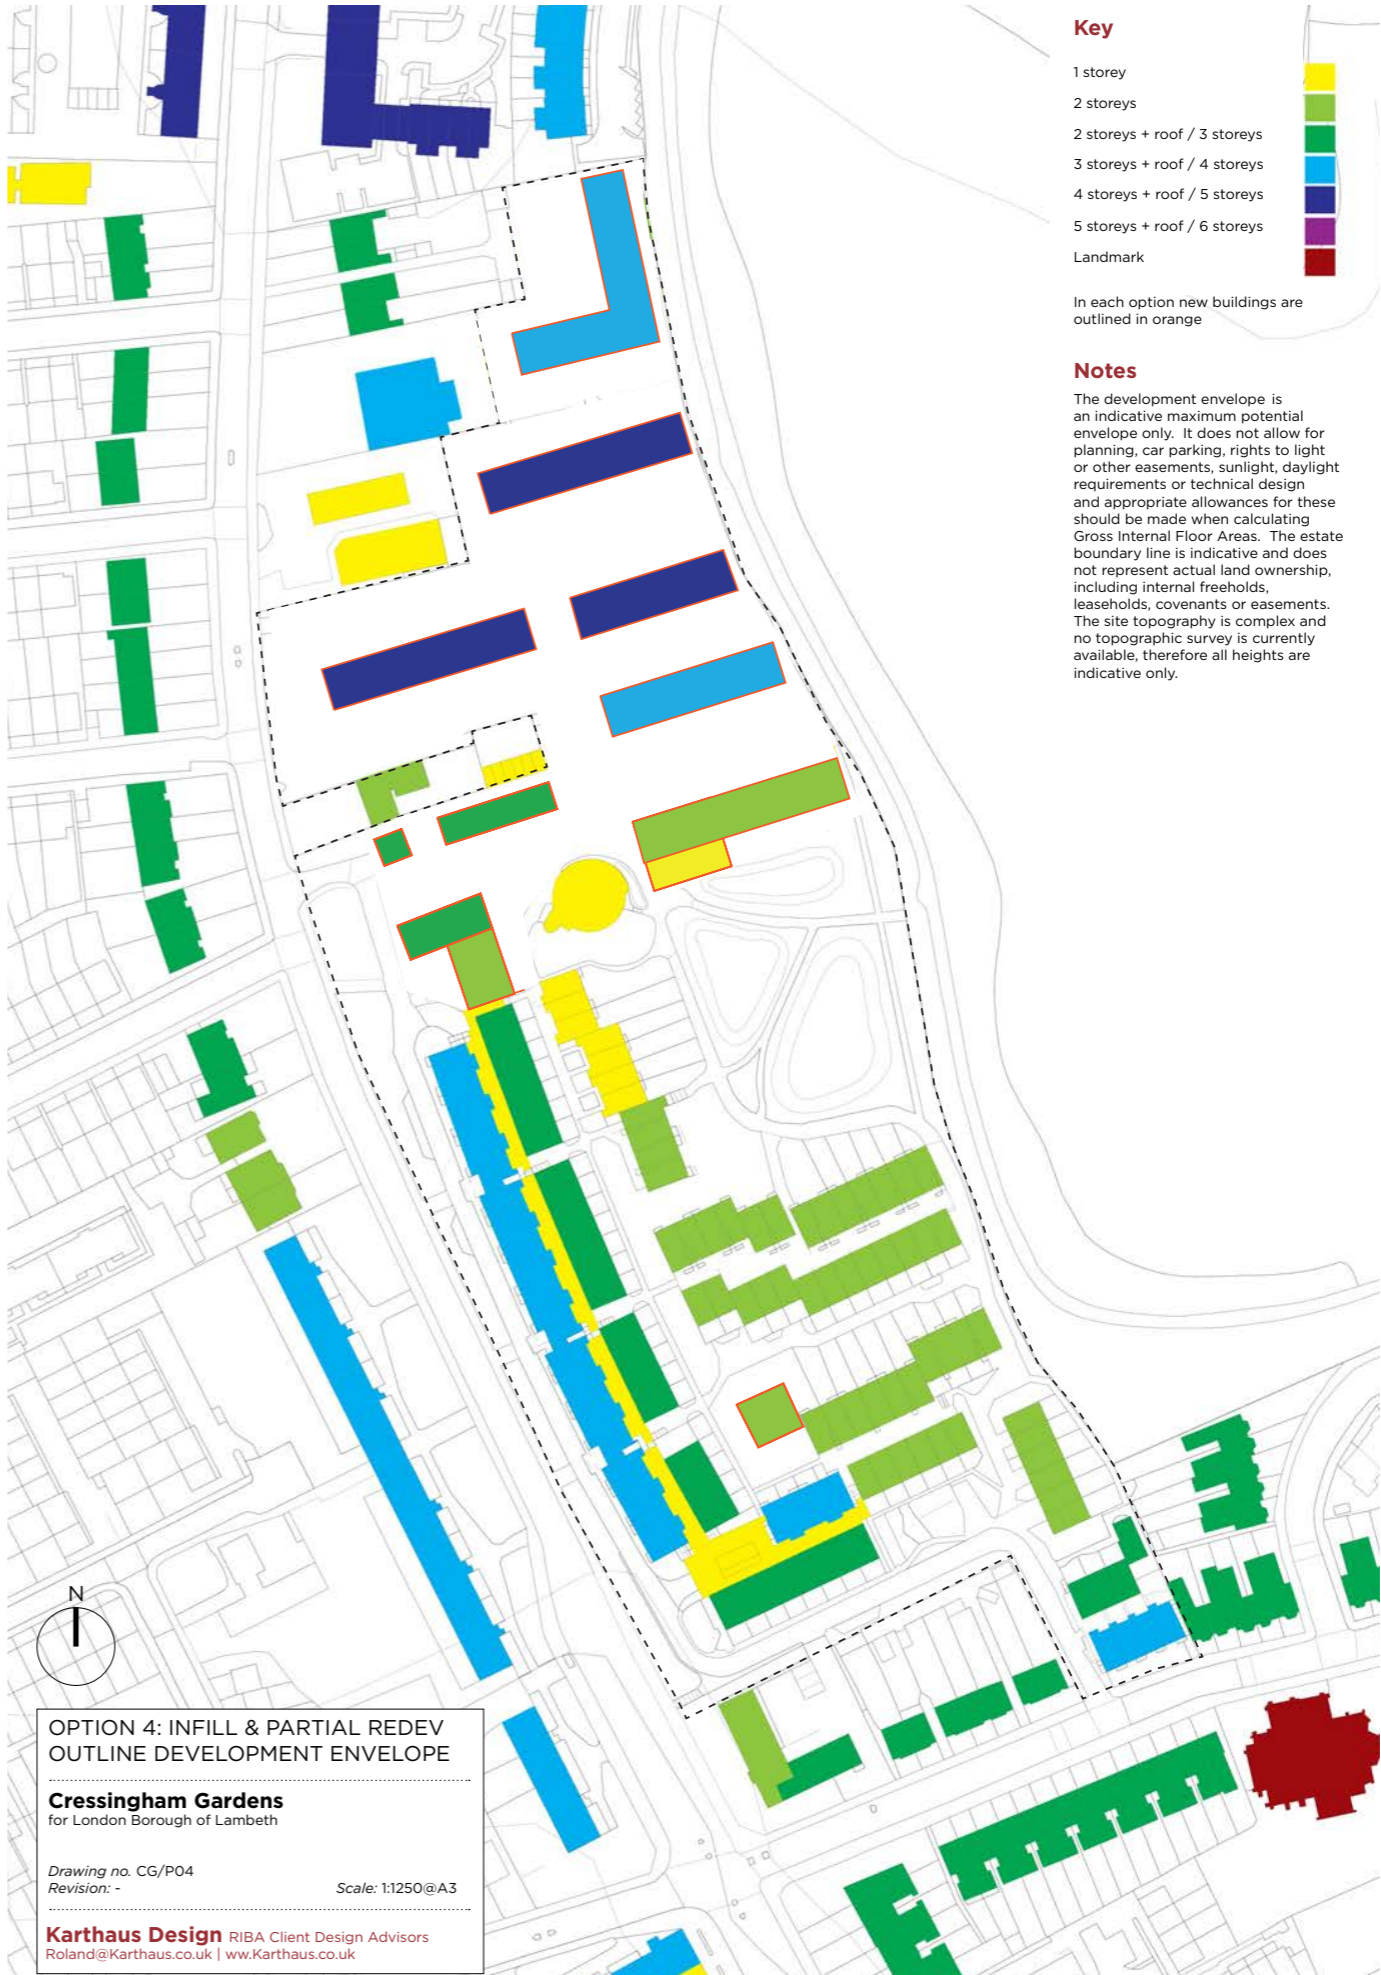 Key
1 storey
2 storeys
2 storeys + roof / 3 storeys
3 storeys + roof / 4 storeys
4 storeys + roof / 5 storeys
5 storeys + roof / 6 storeys
Landmark
In each option new buildings are
outlined in orange
Notes
The development envelope is
an indicative maximum potential
envelope only. It does not allow for
planning, car parking, rights to light
or other easements, sunlight, daylight
requirements or technical design
and appropriate allowances for these
should be made when calculating
Gross Internal Floor Areas. The estate
boundary line is indicative and does
not represent actual land ownership,
including internal freeholds,
leaseholds, covenants or easements.
The site topography is complex and
no topographic survey is currently
available, therefore all heights are
indicative only.
N
OPTION 4: INFILL & PARTIAL REDEV
OUTLINE DEVELOPMENT ENVELOPE
Cressingham Gardens
for London Borough of Lambeth
Drawing no. CG/P04
Revision: - Scale: 1:1250@A3
Karthaus Design RIBA Client Design Advisors
Roland@Karthaus.co.uk | ww.Karthaus.co.uk